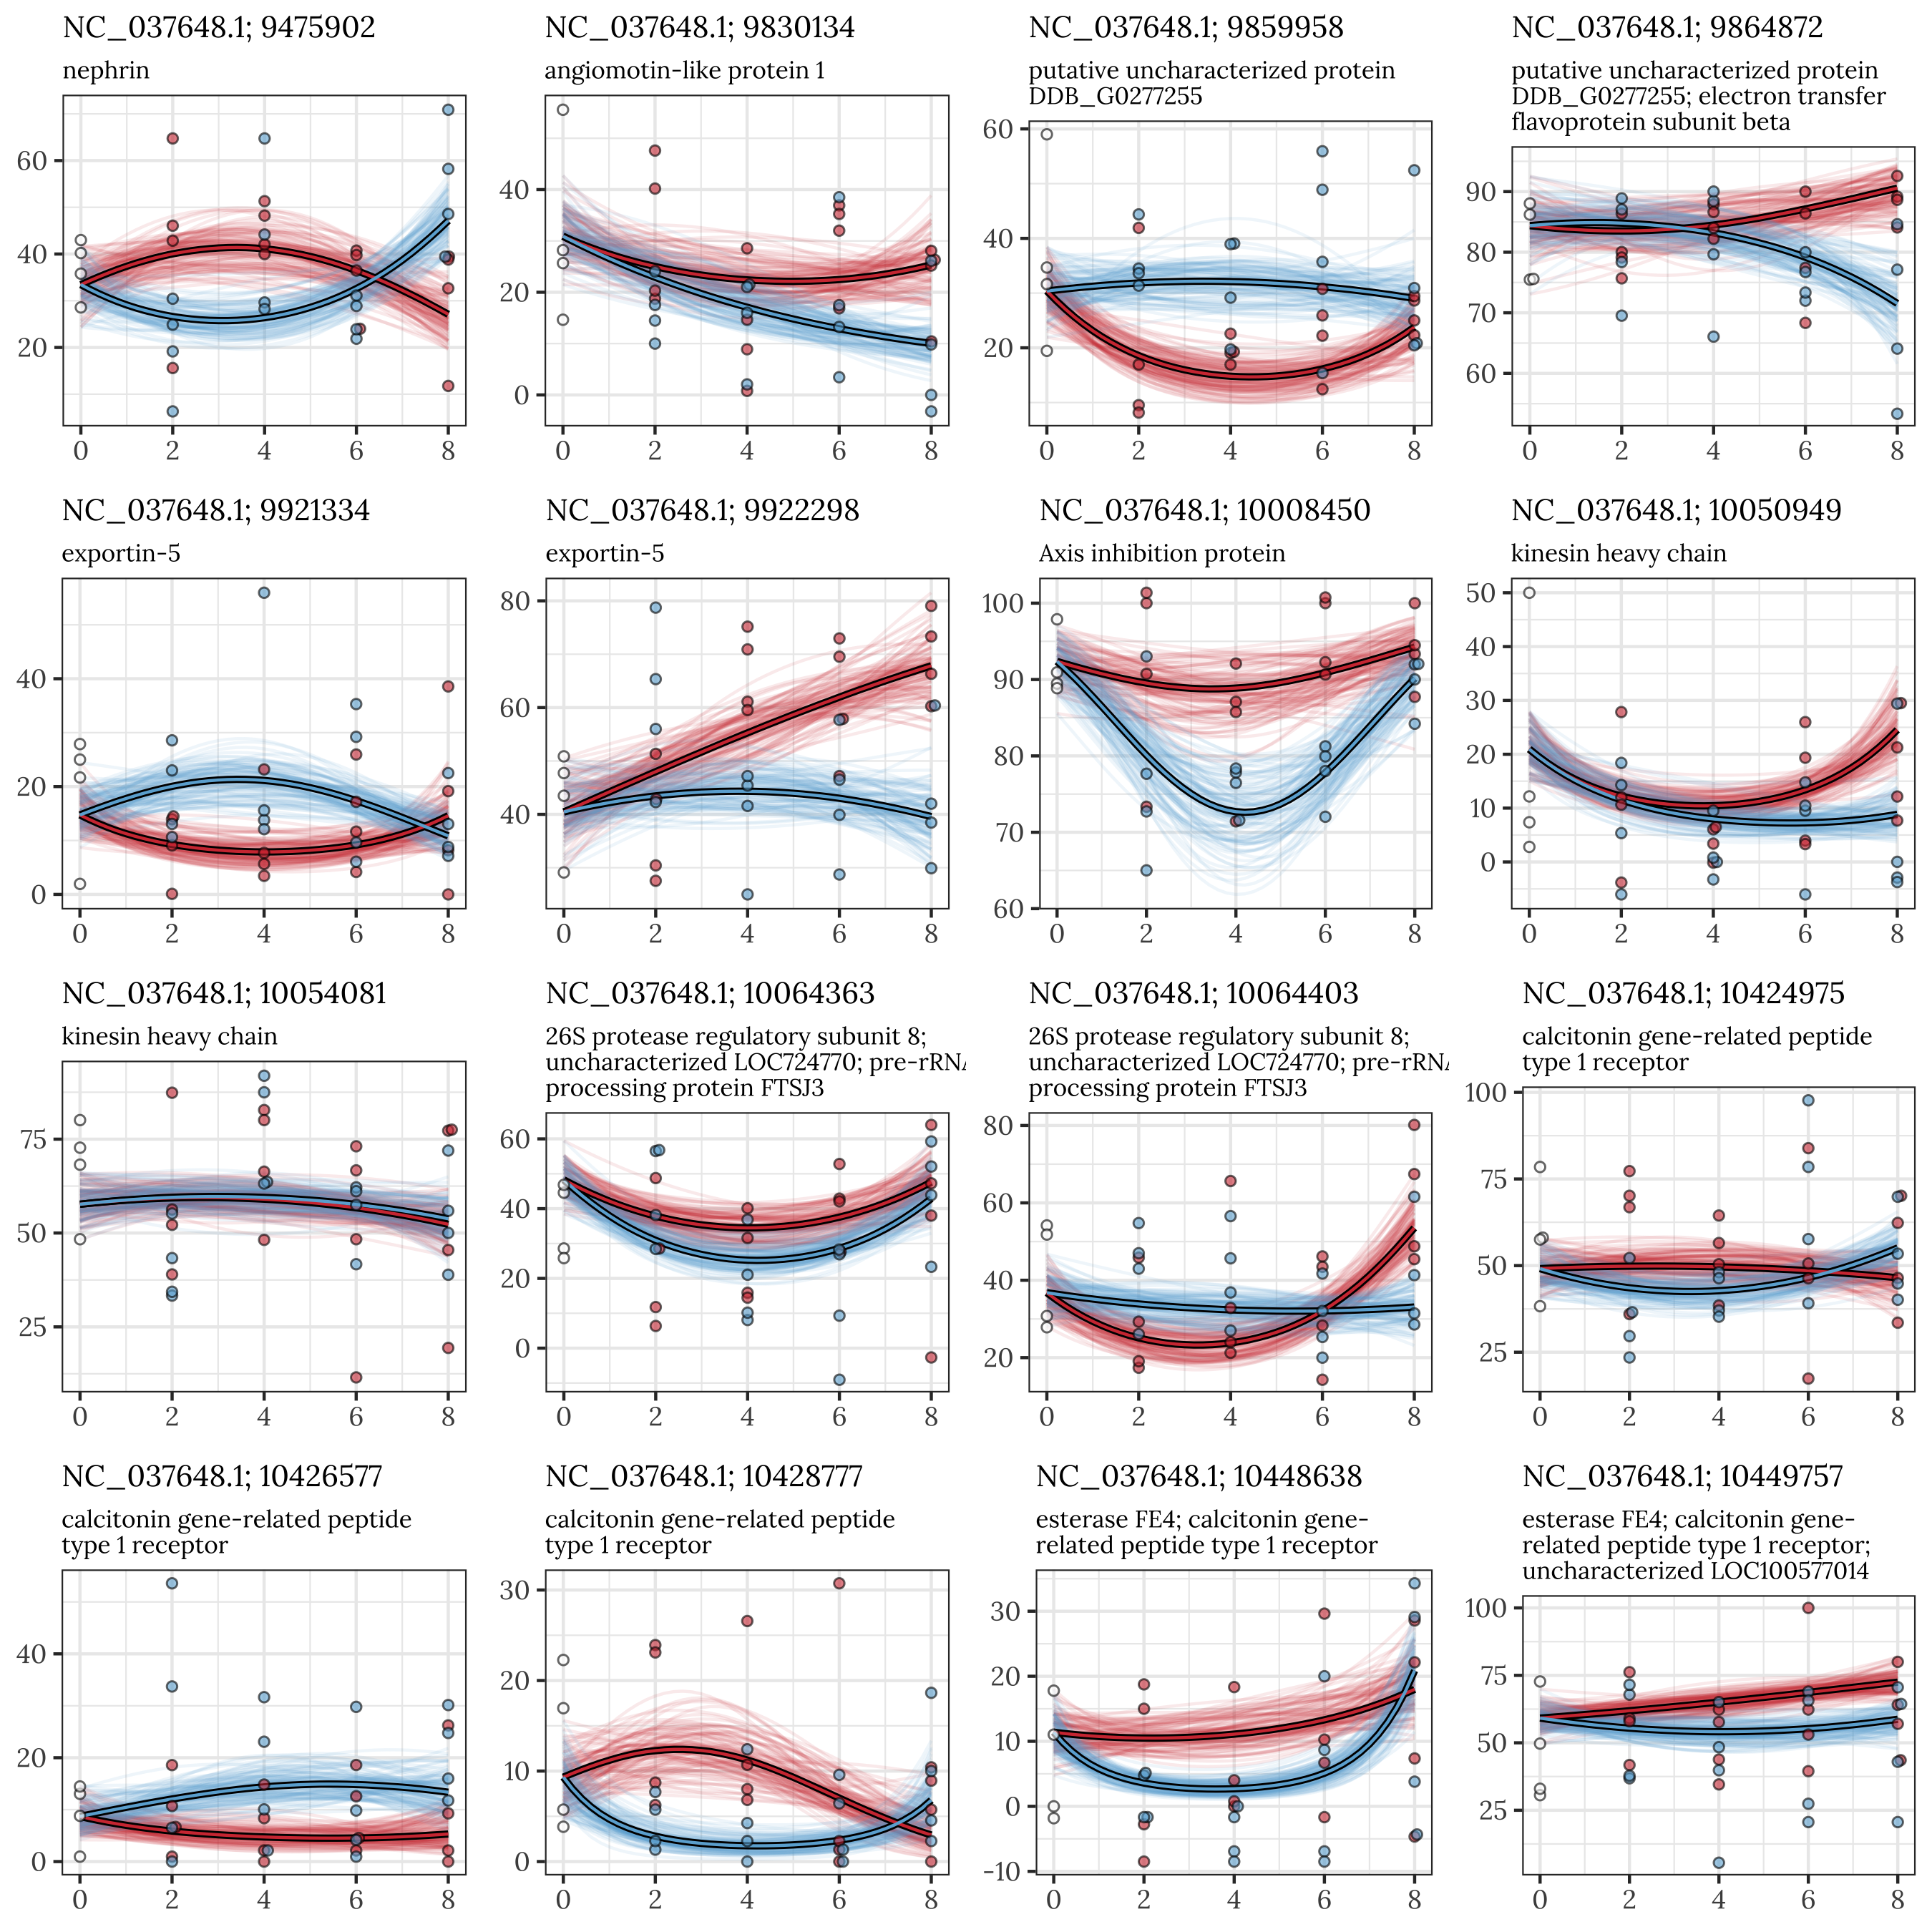 NC_037648.1; 9475902
nephrin
60
40
20
0 2 4 6 8
NC_037648.1; 9830134
angiomotin-like protein 1
40
20
0
0 2 4 6 8
NC_037648.1; 9859958
putative uncharacterized protein
DDB_G0277255
60
40
20
0 2 4 6 8
NC_037648.1; 9864872
putative uncharacterized protein
DDB_G0277255; electron transfer
flavoprotein subunit beta
90
80
70
60
0 2 4 6 8
NC_037648.1; 9921334
exportin-5
40
20
0
0 2 4 6 8
NC_037648.1; 9922298
exportin-5
80
60
40
0 2 4 6 8
NC_037648.1; 10008450
Axis inhibition protein
100
90
80
70
60
0 2 4 6 8
NC_037648.1; 10050949
kinesin heavy chain
50
40
30
20
10
0
0 2 4 6 8
NC_037648.1; 10054081
kinesin heavy chain
75
50
25
0 2 4 6 8
NC_037648.1; 10064363
26S protease regulatory subunit 8;
uncharacterized LOC724770; pre-rRN
processing protein FTSJ3
60
40
20
0
0 2 4 6 8
NC_037648.1; 10064403
26S protease regulatory subunit 8;
uncharacterized LOC724770; pre-rRN
processing protein FTSJ3
80
60
40
20
0 2 4 6 8
NC_037648.1; 10424975
calcitonin gene-related peptide
type 1 receptor
100
75
50
25
0 2 4 6 8
NC_037648.1; 10426577
calcitonin gene-related peptide
type 1 receptor
40
20
0
0 2 4 6 8
NC_037648.1; 10428777
calcitonin gene-related peptide
type 1 receptor
30
20
10
0
0 2 4 6 8
NC_037648.1; 10448638
esterase FE4; calcitonin gene-
related peptide type 1 receptor
30
20
10
0
-10
0 2 4 6 8
NC_037648.1; 10449757
esterase FE4; calcitonin gene-
related peptide type 1 receptor;
uncharacterized LOC100577014
100
75
50
25
0 2 4 6 8